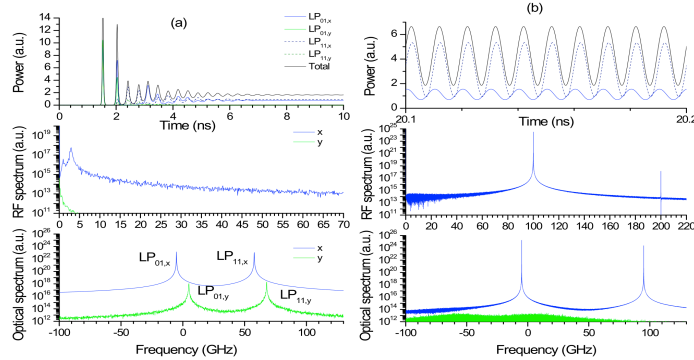 (a)
(b)
LP01,x
LP01,y
LP11,x
LP11,y
Total
14
12
10
8
6
4
2
0
Power (a.u.)
0 2 4 6 8 10
Time (ns)
6
4
2
0
Power (a.u.)
20.1 20.2
Time (ns)
10^19
10^17
10^15
10^13
10^11
RF spectrum (a.u.)
x
y
0 5 10 15 20 25 30 35 40 45 50 55 60 65 70
10^25
10^23
10^21
10^19
10^17
10^15
10^13
RF spectrum (a.u.)
0 20 40 60 80 100 120 140 160 180 200 220
10^26
10^24
10^22
10^20
10^18
10^16
10^14
10^12
Optical spectrum (a.u.)
x
y
LP01,x
LP11,x
LP01,y
LP11,y
-100 -50 0 50 100
Frequency (GHz)
10^26
10^24
10^22
10^20
10^18
10^16
10^14
10^12
Optical spectrum (a.u.)
-100 -50 0 50 100
Frequency (GHz)